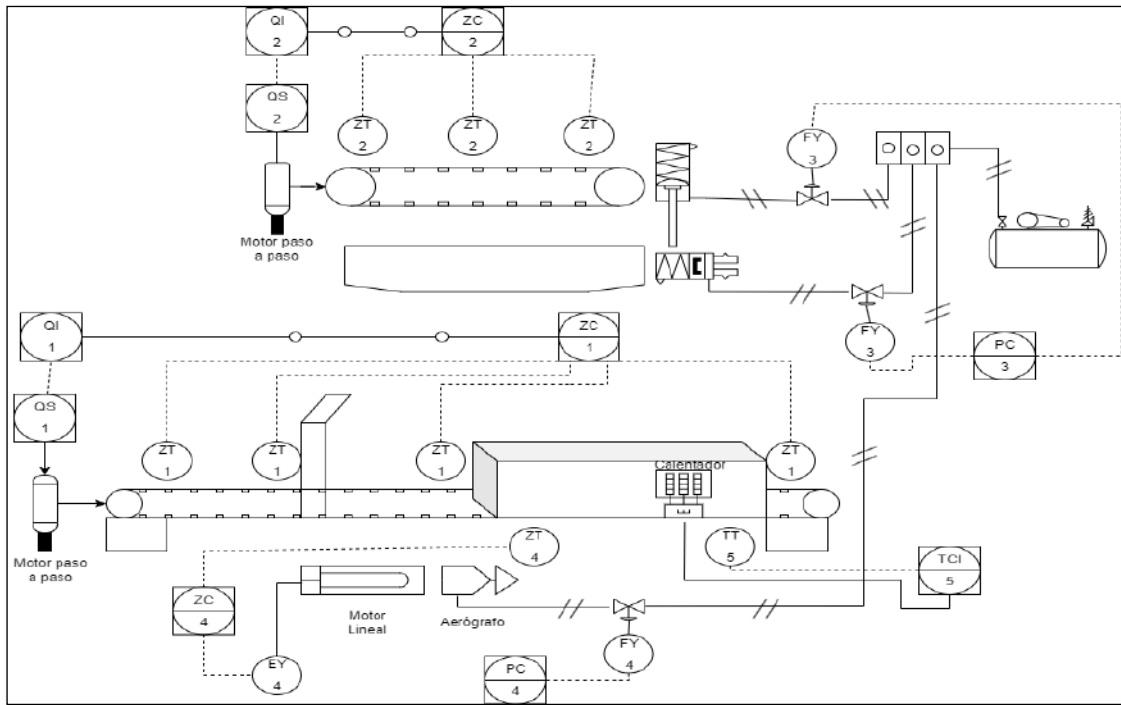 QI
2
ZC
2
QS
2
ZT
2
ZT
2
ZT
2
FY
3
Motor paso
a paso
QI
1
ZC
1
FY
3
PC
3
QS
1
ZT
1
ZT
1
ZT
1
ZT
1
Calentador
Motor paso
a paso
ZT
4
TT
5
TCI
5
ZC
4
Motor
Lineal
Aerógrafo
EY
4
FY
4
PC
4